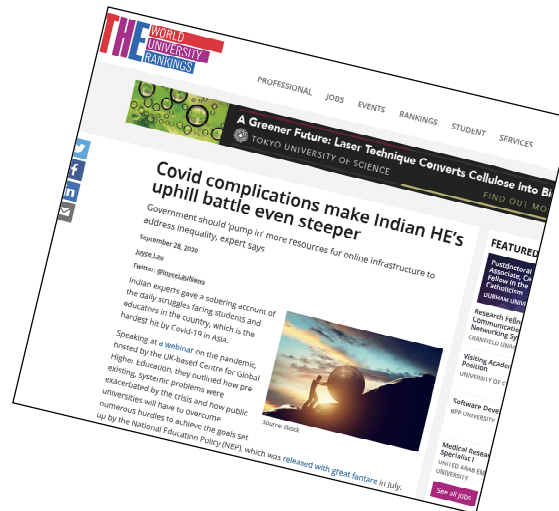 THE
WORLD
UNIVERSITY
RANKINGS
PROFESSIONAL JOBS EVENTS RANKINGS STUDENT SERVICES
A Greener Future: Laser Technique Converts Cellulose into Bi
TOKYO UNIVERSITY OF SCIENCE
FIND OUT MO
Covid complications make Indian HE's
uphill battle even steeper
Government should 'pump in' more resources for online infrastructure to
address inequality, expert says
September 28, 2020
Joyce Lau
Twitter: @JoyceLauNews
Indian experts gave a sobering account of
the daily struggles facing students and
educators in the country, which is the
hardest hit by Covid-19 in Asia.
Speaking at a webinar on the pandemic,
hosted by the UK-based Centre for Global
Higher Education, they outlined how pre
existing, systemic problems were
exacerbated by the crisis and how public
universities will have to overcome
numerous hurdles to achieve the goals set
up by the National Education Policy (NEP), which was released with great fanfare in July.
Source: iStock
FEATURED
Postdoctoral
Associate, Ca
Fellow in the
Catholicism
DURHAM UNIV
Research Fello
Communicatio
Networking Sy
CRANFIELD UNIV
Visiting Acade
Position
UNIVERSITY OF
Software Deve
BPP UNIVERSITY
Medical Resea
Specialist I
UNITED ARAB EM
UNIVERSITY
See all jobs